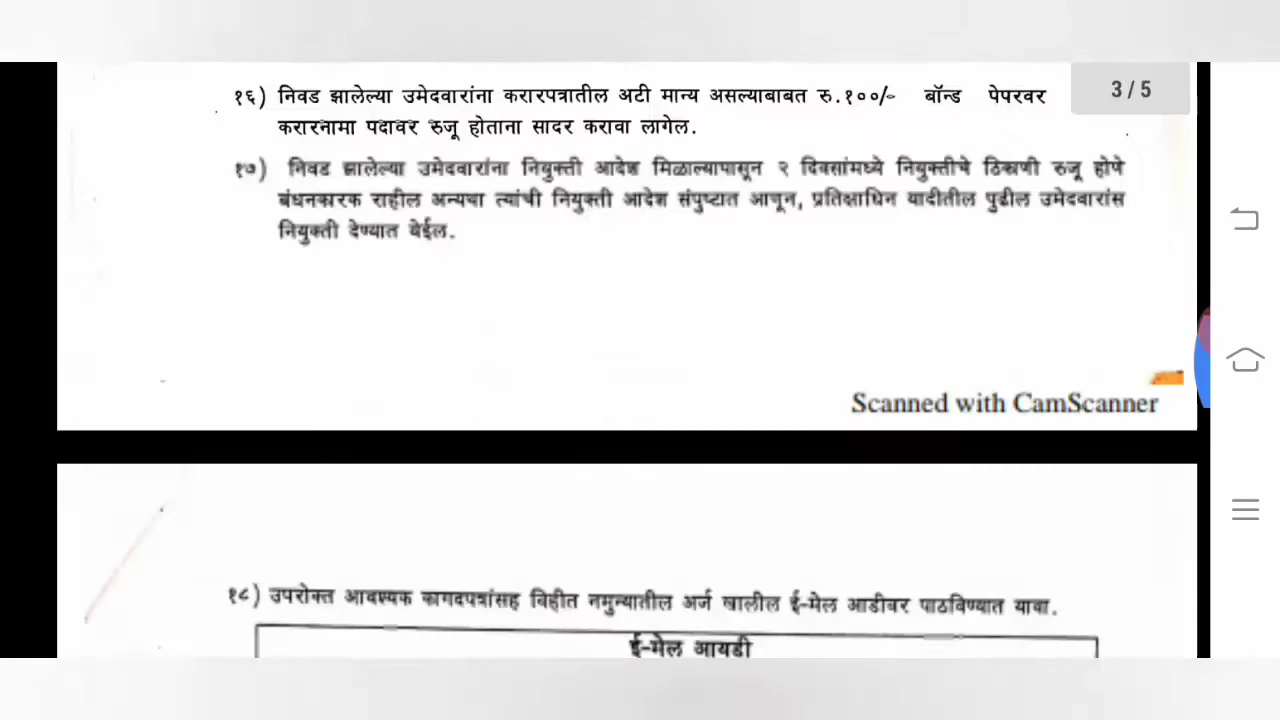 3 / 5
१६) निवड झालेल्या उमेदवारांना करारपत्रातील अटी मान्य असल्याबाबत रु.१००/- बॉन्ड पेपरवर
करारनामा पदावर रुजू होताना सादर करावा लागेल.
१७) निवड झालेल्या उमेदवारांना नियुक्ती आदेश मिळाल्यापासून २ दिवसांमध्ये नियुक्तीचे ठिकाणी रुजू होणे
बंधनकारक राहील अन्यथा त्यांची नियुक्ती आदेश संपुष्टात आणून, प्रतिक्षाधिन यादीतील पुढील उमेदवारांस
नियुक्ती देण्यात येईल.
Scanned with CamScanner
१८) उपरोक्त आवश्यक कागदपत्रांसह विहीत नमुन्यातील अर्ज खालील ई-मेल आडीवर पाठविण्यात यावा.
ई-मेल आयडी